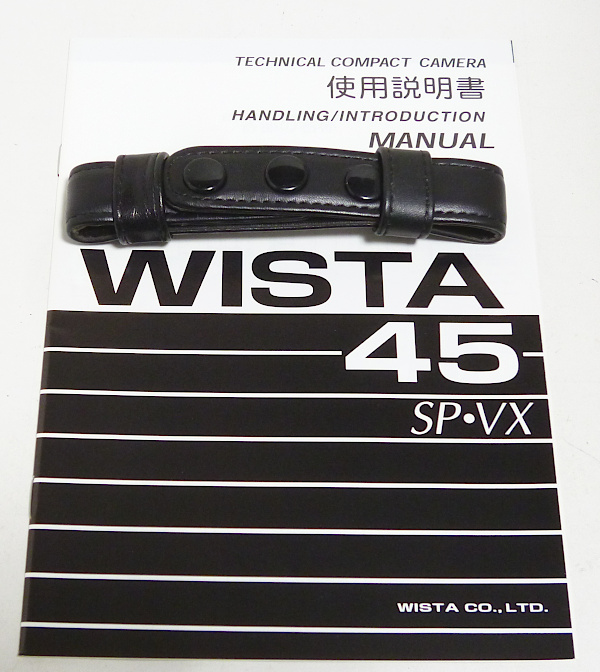 TECHNICAL COMPACT CAMERA
使用説明書
HANDLING/INTRODUCTION
MANUAL
WISTA
45
SP•VX
WISTA CO., LTD.